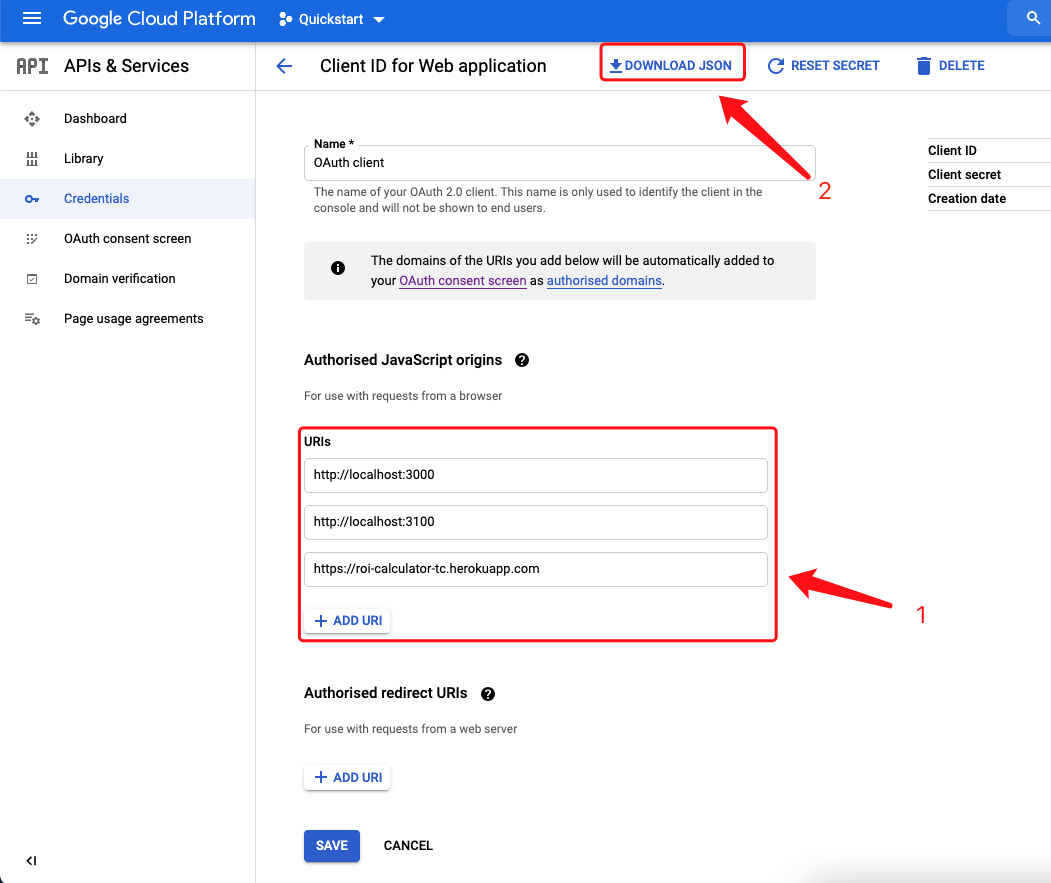 Google Cloud Platform
Quickstart
API APIs & Services
Client ID for Web application
DOWNLOAD JSON
RESET SECRET
DELETE
Dashboard
Library
Credentials
OAuth consent screen
Domain verification
Page usage agreements
Name *
OAuth client
The name of your OAuth 2.0 client. This name is only used to identify the client in the
console and will not be shown to end users.
2
Client ID
Client secret
Creation date
The domains of the URIs you add below will be automatically added to
your OAuth consent screen as authorised domains.
Authorised JavaScript origins
For use with requests from a browser
URIs
http://localhost:3000
http://localhost:3100
https://roi-calculator-tc.herokuapp.com
+ ADD URI
1
Authorised redirect URIs
For use with requests from a web server
+ ADD URI
SAVE
CANCEL